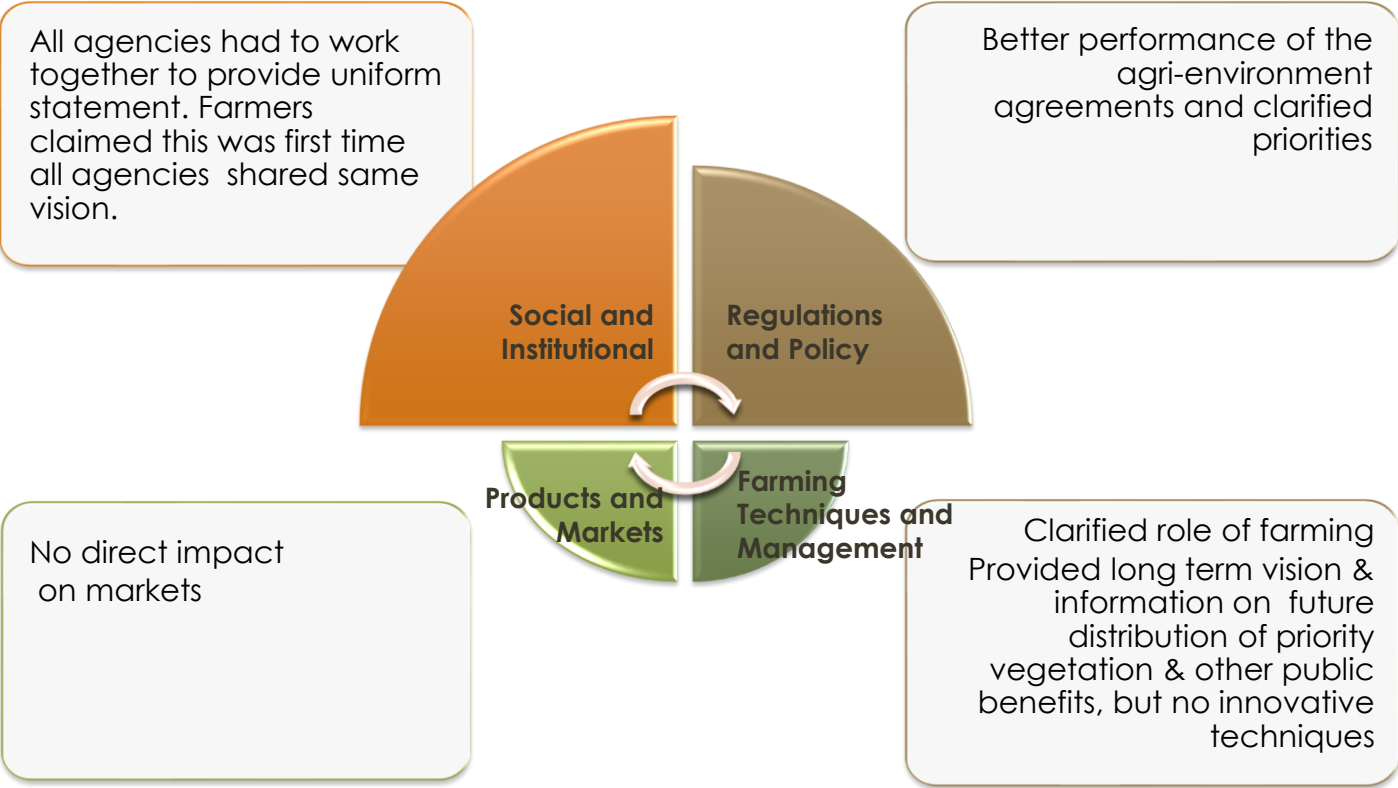 All agencies had to work
together to provide uniform
statement. Farmers
claimed this was first time
all agencies  shared same
vision.
Better performance of the
agri-environment
agreements and clarified
priorities
Social and
Institutional
Regulations
and Policy
Products and
Markets
Farming
Techniques and
Management
No direct impact
on markets
Clarified role of farming
Provided long term vision &
information on  future
distribution of priority
vegetation & other public
benefits, but no innovative
techniques